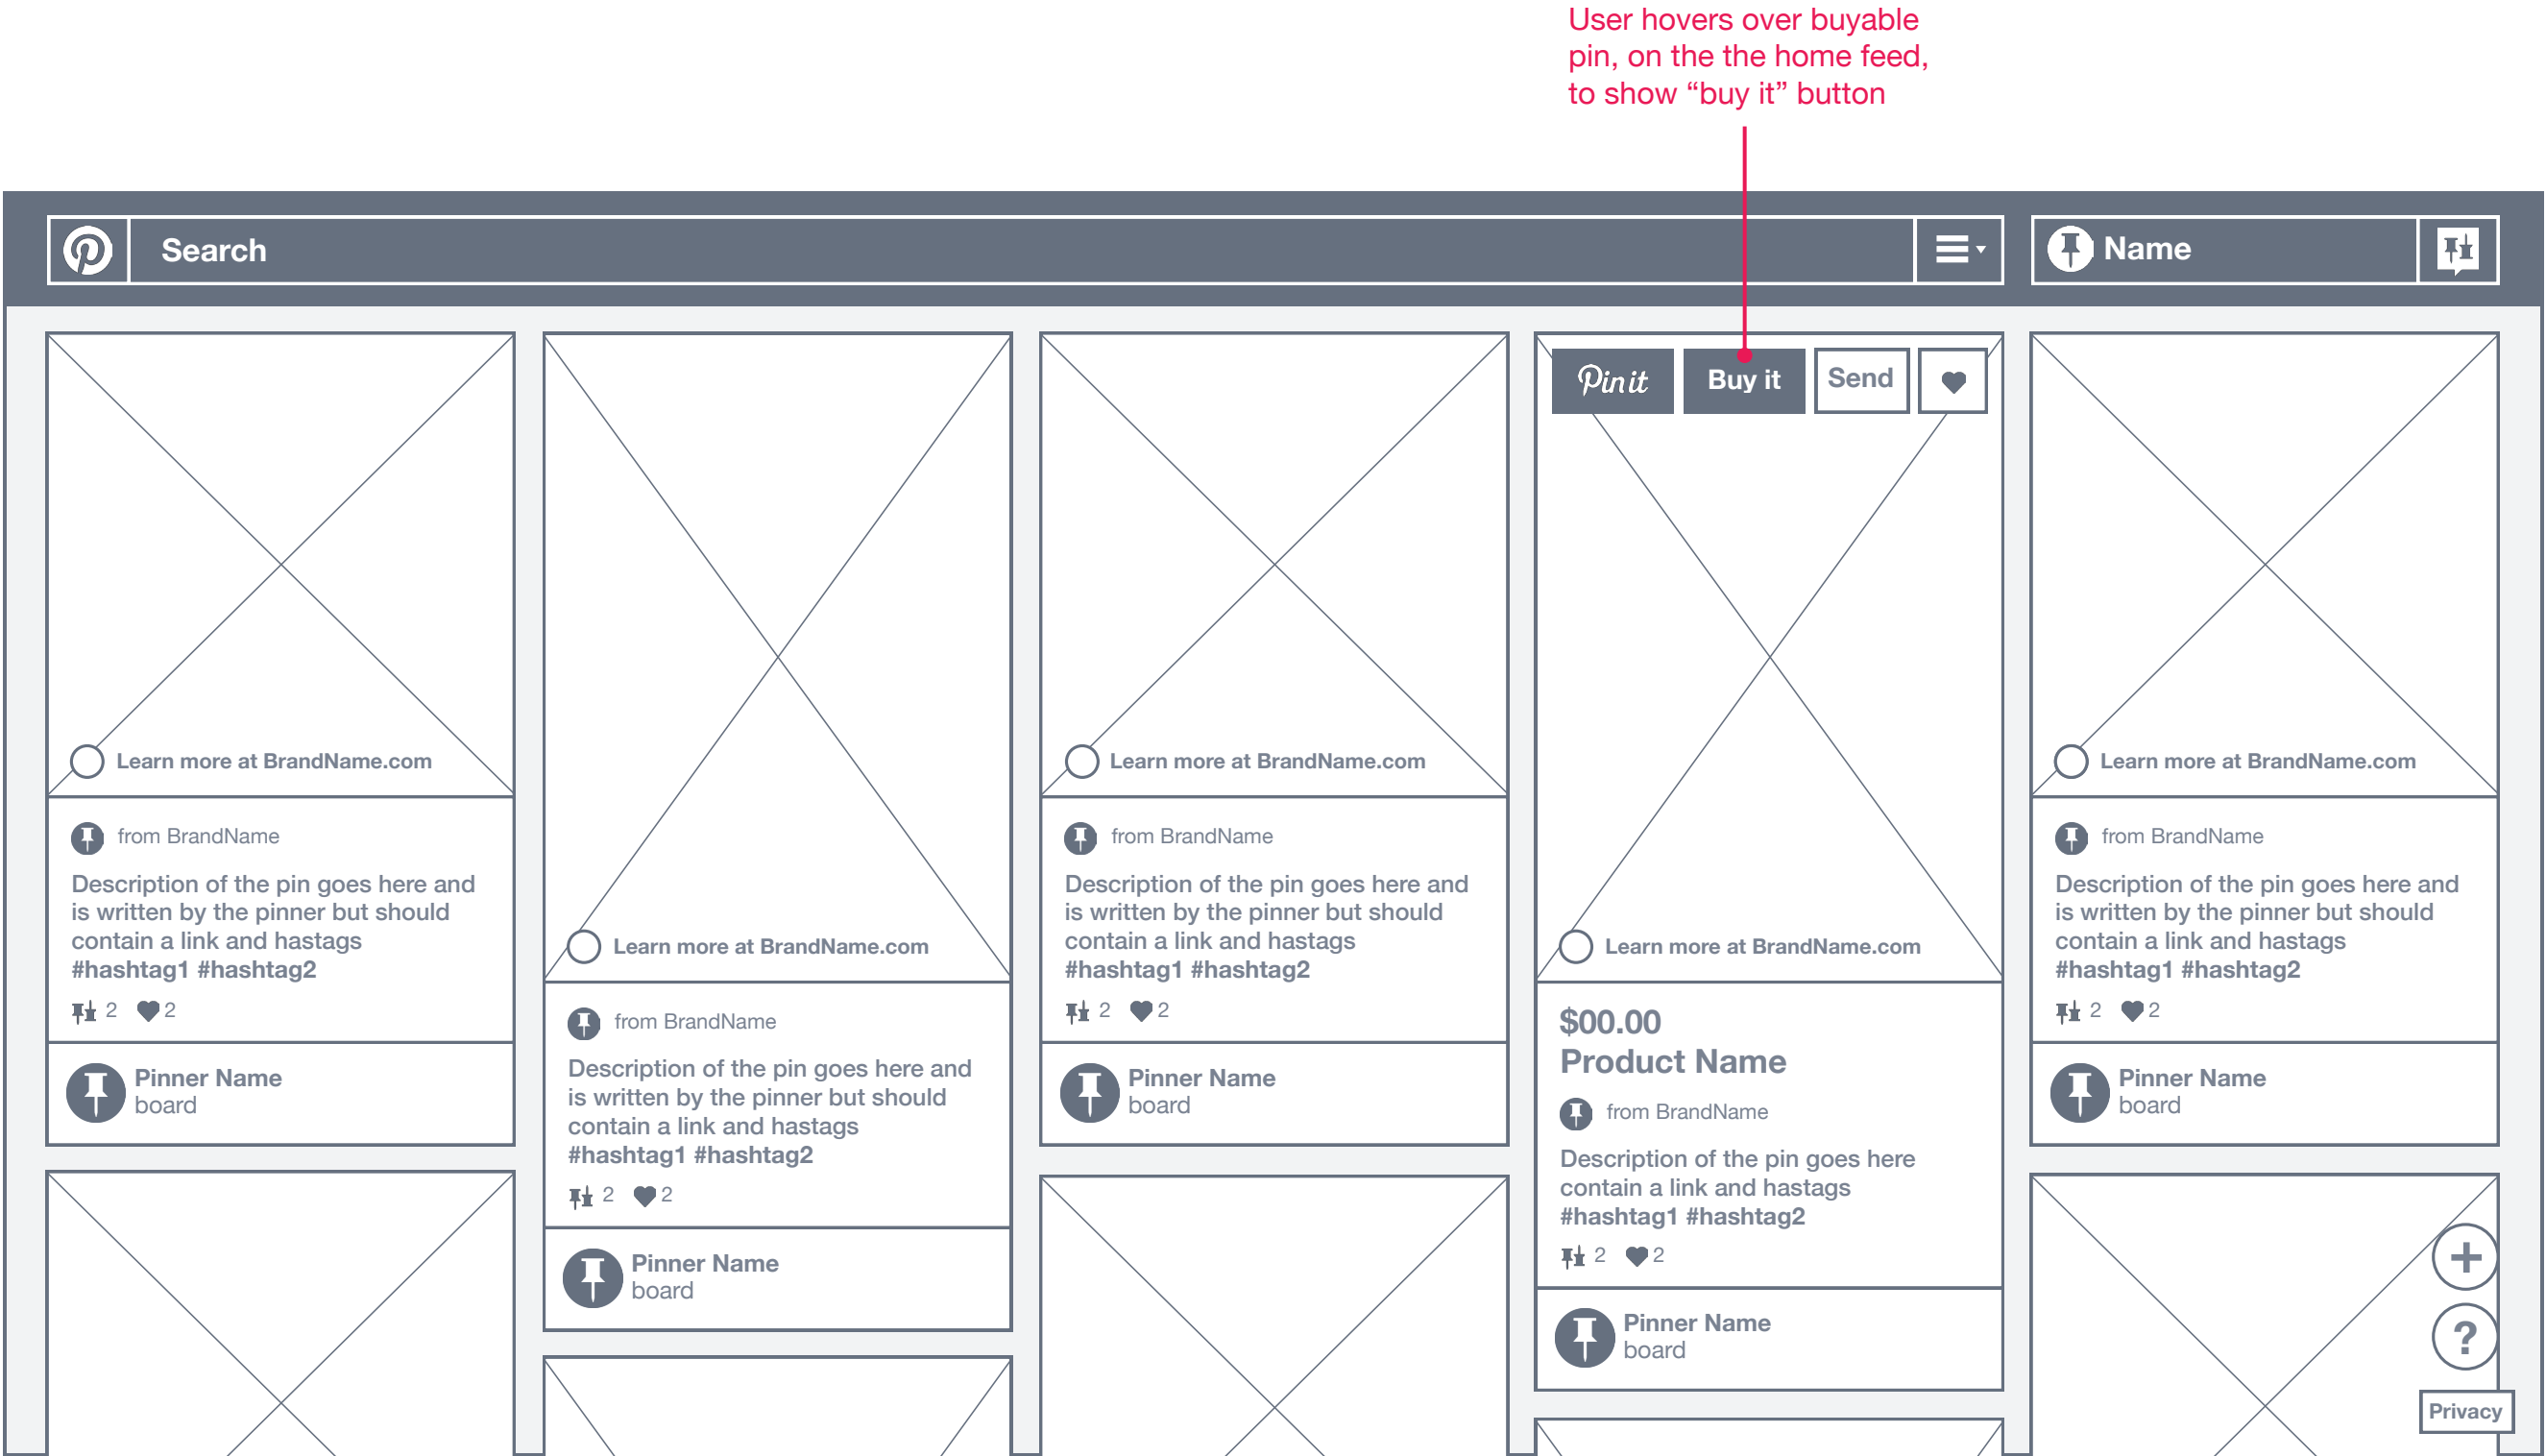 User hovers over buyable
pin, on the the home feed,
to show “buy it” button
Search
Name
Learn more at BrandName.com
from BrandName
Description of the pin goes here and
is written by the pinner but should
contain a link and hastags
#hashtag1 #hashtag2
2 2
Pinner Name
board
Learn more at BrandName.com
from BrandName
Description of the pin goes here and
is written by the pinner but should
contain a link and hastags
#hashtag1 #hashtag2
2 2
Pinner Name
board
Learn more at BrandName.com
from BrandName
Description of the pin goes here and
is written by the pinner but should
contain a link and hastags
#hashtag1 #hashtag2
2 2
Pinner Name
board
Pin it Buy it Send
Learn more at BrandName.com
$00.00
Product Name
from BrandName
Description of the pin goes here
contain a link and hastags
#hashtag1 #hashtag2
2 2
Pinner Name
board
Learn more at BrandName.com
from BrandName
Description of the pin goes here and
is written by the pinner but should
contain a link and hastags
#hashtag1 #hashtag2
2 2
Pinner Name
board
+
?
Privacy